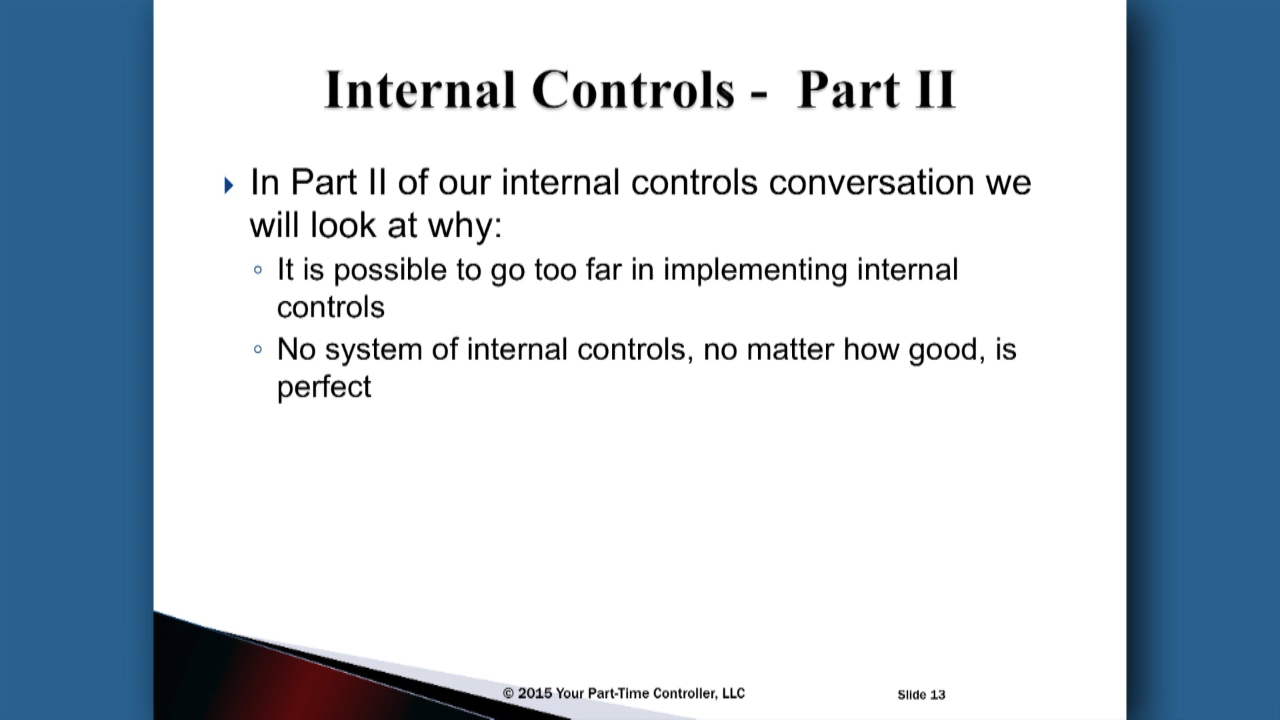 Internal Controls - Part II
In Part II of our internal controls conversation we
will look at why:
It is possible to go too far in implementing internal
controls
No system of internal controls, no matter how good, is
perfect
© 2015 Your Part-Time Controller, LLC
Slide 13